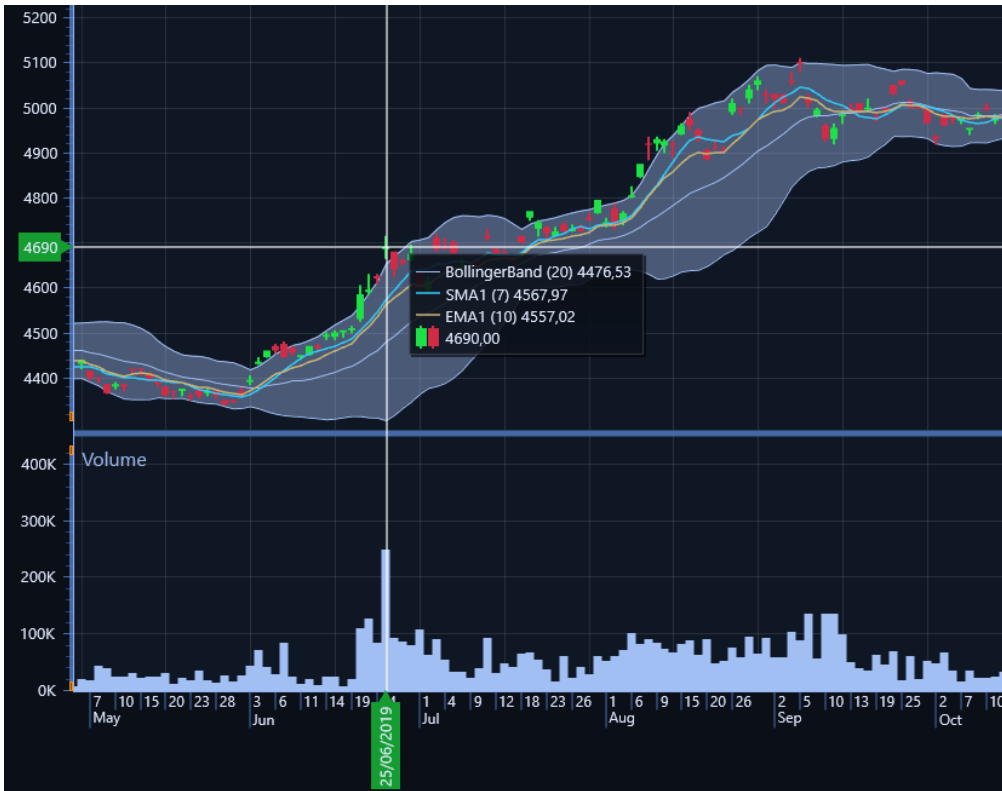 5200
5100
5000
4900
4800
4690
4600
4500
4400
BollingerBand (20) 4476,53
SMA1 (7) 4567,97
EMA1 (10) 4557,02
4690,00
Volume
400K
300K
200K
100K
0K
7 10 15 20 23 28 3 6 11 14 19 1 4 9 12 18 23 26 1 6 9 15 20 26 2 5 10 13 19 25 2 7 10
May Jun Jul Aug Sep Oct
25/06/2019